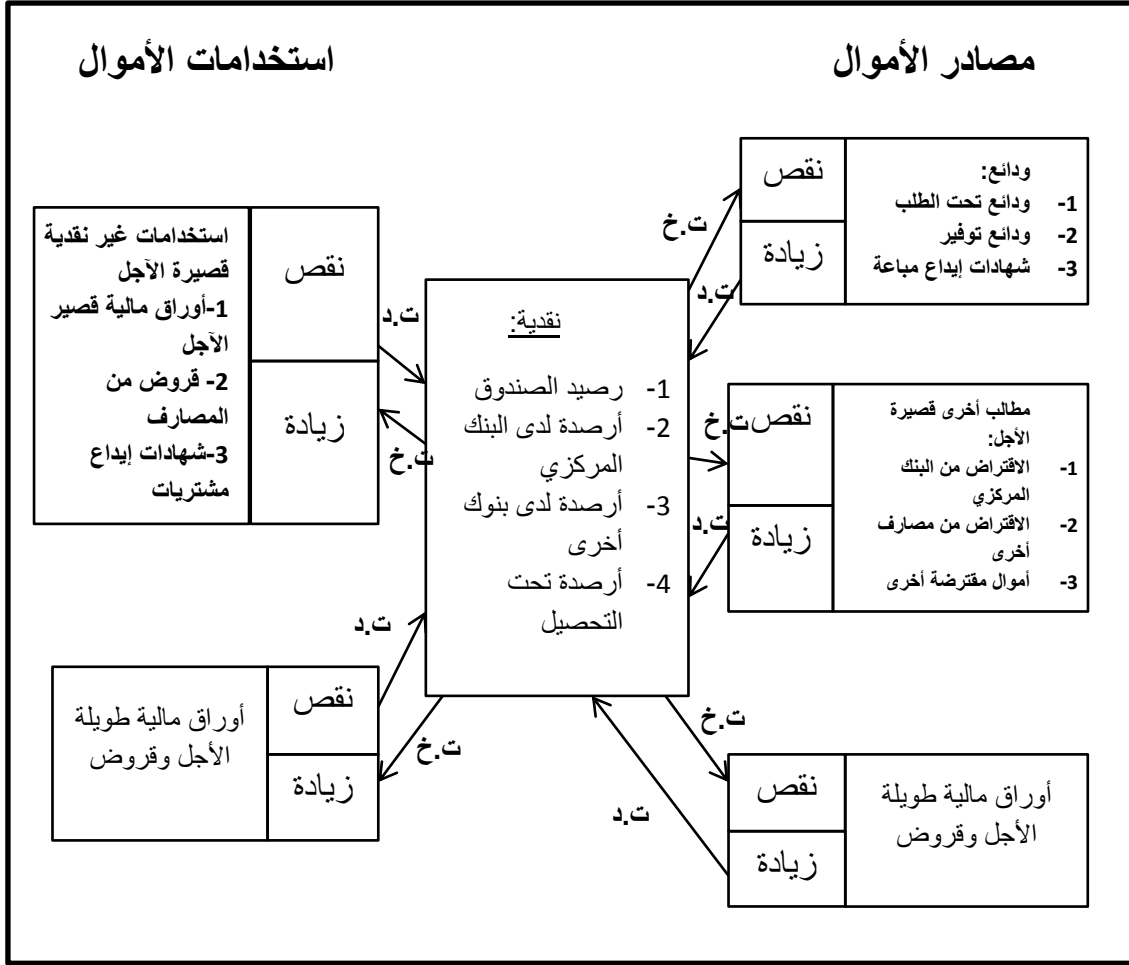 مصادر الأموال
استخدامات الأموال
ودائع:
1- ودائع تحت الطلب
2- ودائع توفير
3- شهادات إيداع مباعة
نقص
زيادة
ت.خ
ت.د
مطالب أخرى قصيرة
الأجل:
1- الاقتراض من البنك
المركزي
2- الاقتراض من مصارف
أخرى
3- أموال مقترضة أخرى
نقص
زيادة
ت.خ
ت.د
أوراق مالية طويلة
الأجل وقروض
نقص
زيادة
ت.خ
ت.د
نقدية:
1- رصيد الصندوق
2- أرصدة لدى البنك
المركزي
3- أرصدة لدى بنوك
أخرى
4- أرصدة تحت
التحصيل
نقص
زيادة
ت.د
ت.خ
استخدامات غير نقدية
قصيرة الآجل
1-أوراق مالية قصير
الآجل
2- قروض من
المصارف
3-شهادات إيداع
مشتريات
نقص
زيادة
ت.د
ت.خ
أوراق مالية طويلة
الأجل وقروض